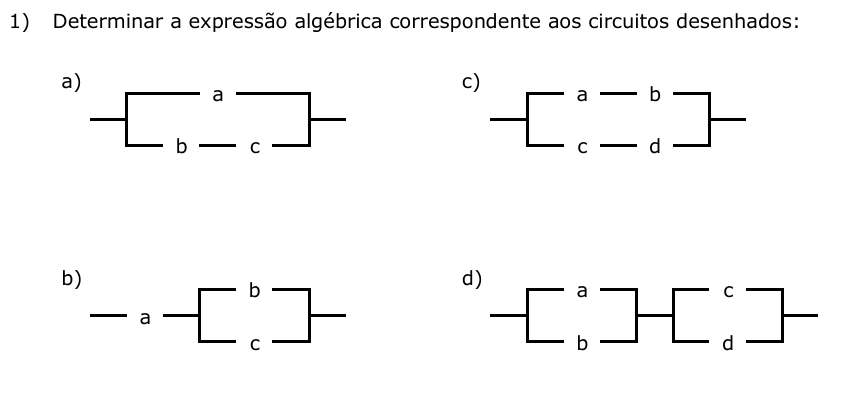 1) Determinar a expressão algébrica correspondente aos circuitos desenhados:
a)
a
b c
c)
a b
c d
b)
a
b
c
d)
a c
b d